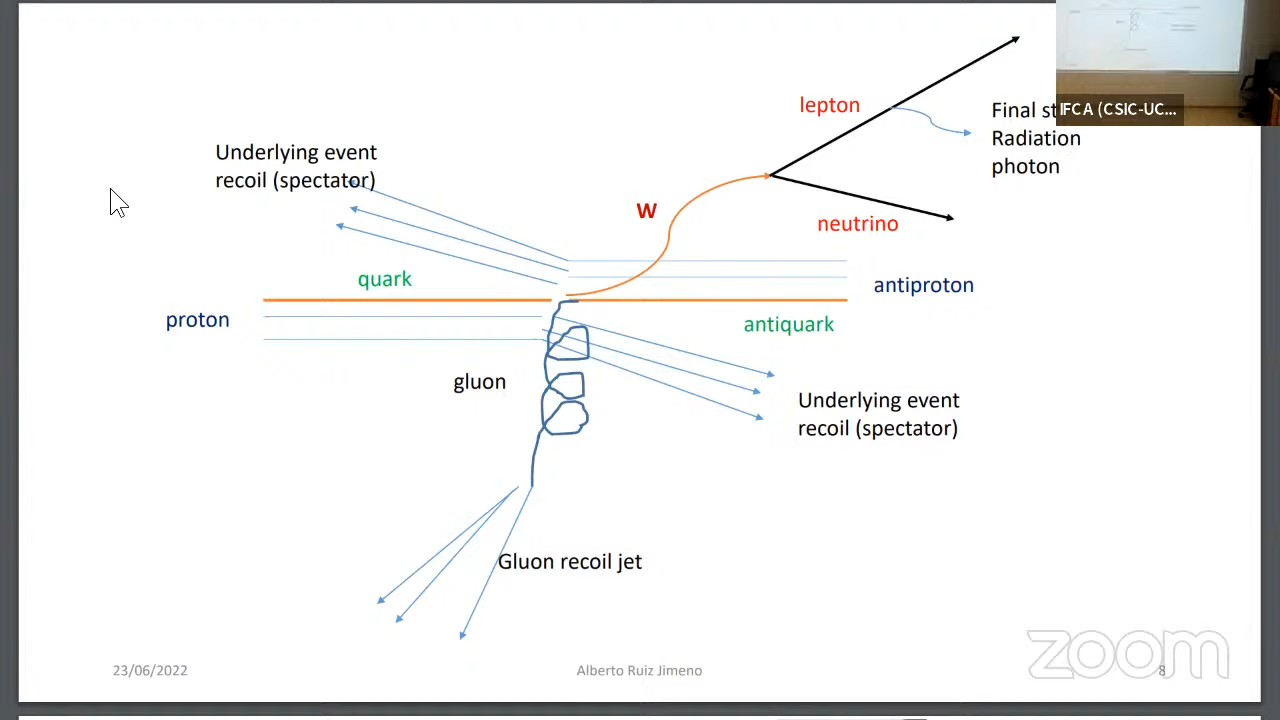 lepton
IFCA (CSIC-UC...
Final st
Radiation
photon
Underlying event
recoil (spectator)
W
neutrino
quark
antiproton
proton
antiquark
gluon
Underlying event
recoil (spectator)
Gluon recoil jet
23/06/2022
Alberto Ruiz Jimeno
8
zoom